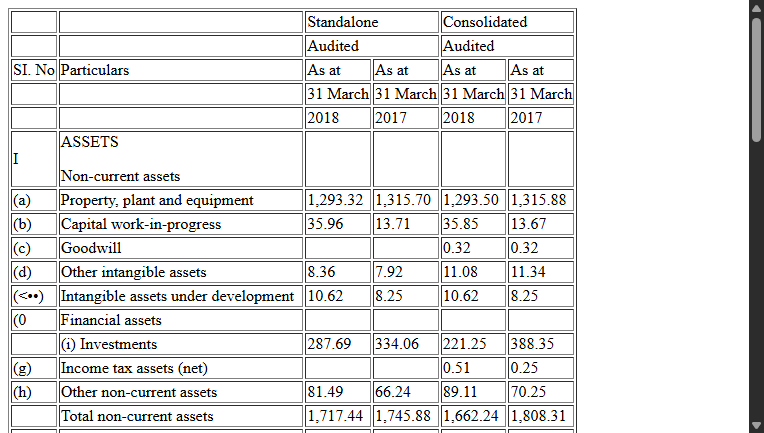 Standalone Consolidated
Audited Audited
SI. No Particulars As at As at As at As at
31 March 31 March 31 March 31 March
2018 2017 2018 2017
ASSETS
I
Non-current assets
(a) Property, plant and equipment 1,293.32 1,315.70 1,293.50 1,315.88
(b) Capital work-in-progress 35.96 13.71 35.85 13.67
(c) Goodwill 0.32 0.32
(d) Other intangible assets 8.36 7.92 11.08 11.34
(<••) Intangible assets under development 10.62 8.25 10.62 8.25
(0 Financial assets
(i) Investments 287.69 334.06 221.25 388.35
(g) Income tax assets (net) 0.51 0.25
(h) Other non-current assets 81.49 66.24 89.11 70.25
Total non-current assets 1,717.44 1,745.88 1,662.24 1,808.31